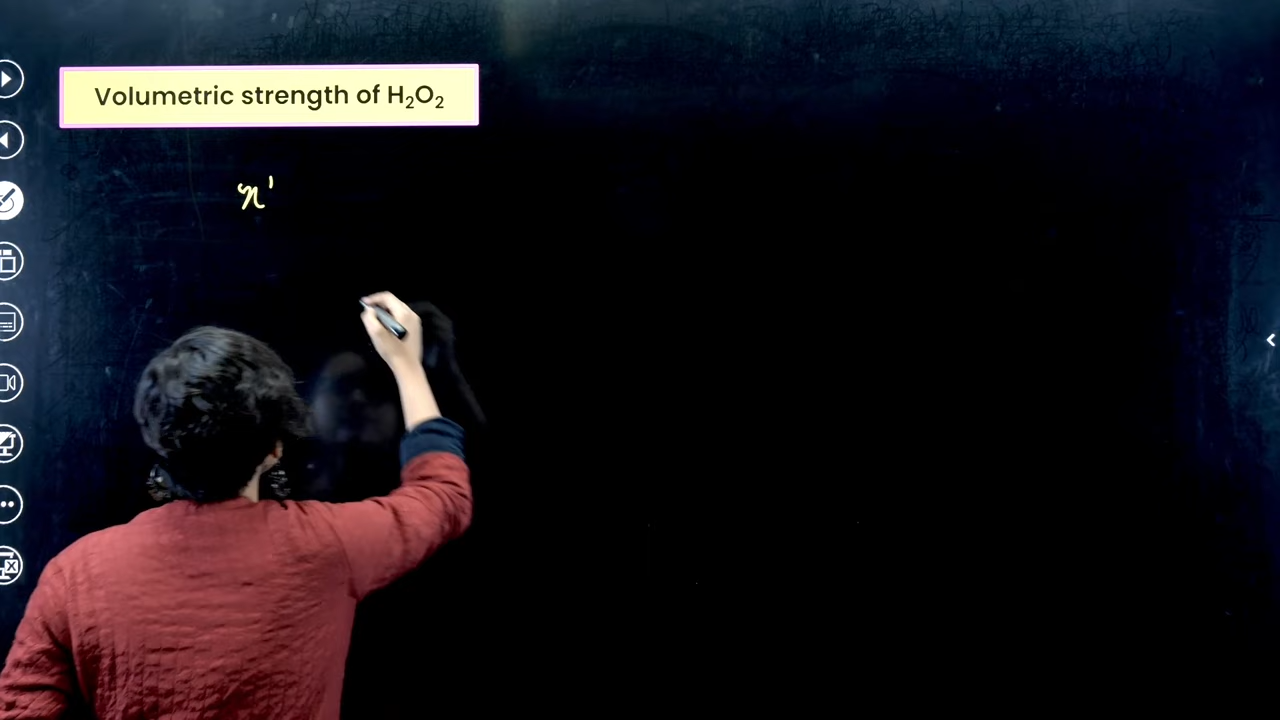 Volumetric strength of H₂O₂
x'